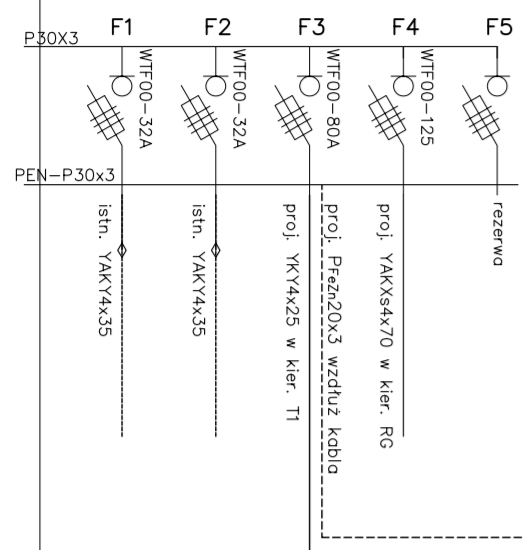 F1
F2
F3
F4
F5
P30X3
WTF00-32A
WTF00-32A
WTF00-80A
WTF00-125
PEN-P30x3
istn. YAKY4x35
istn. YAKY4x35
proj. YKY4x25 w kier. T1
proj. PFeZn20x3 wzdłuż kabla
proj. YAKXs4x70 w kier. RG
rezerwa